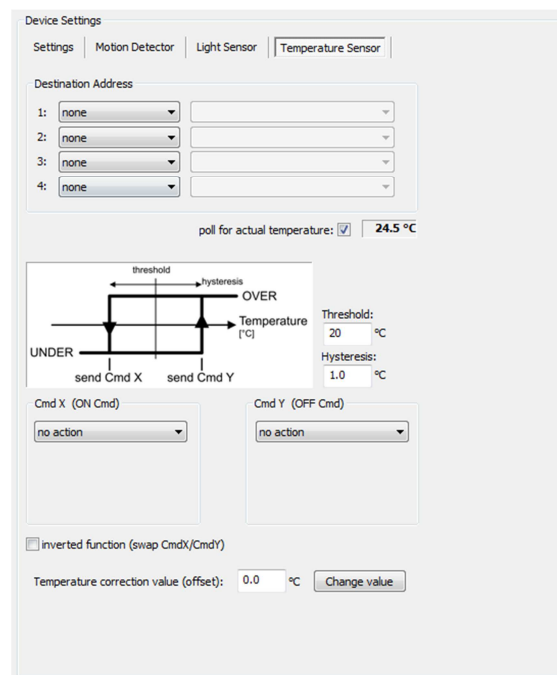 Device Settings
Settings Motion Detector Light Sensor Temperature Sensor
Destination Address
1: none
2: none
3: none
4: none
poll for actual temperature: 24.5 °C
threshold
hysteresis
OVER
Temperature
[°C]
UNDER
send Cmd X send Cmd Y
Threshold:
20 °C
Hysteresis:
1.0 °C
Cmd X (ON Cmd) Cmd Y (OFF Cmd)
no action no action
inverted function (swap CmdX/CmdY)
Temperature correction value (offset): 0.0 °C Change value